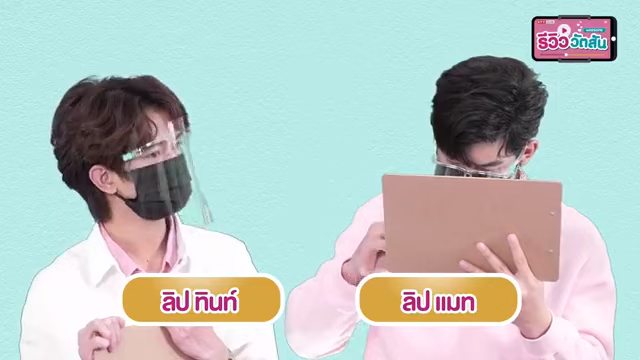 รีวิว
วัดสัน
ลิป ทินท์
ลิป แมท